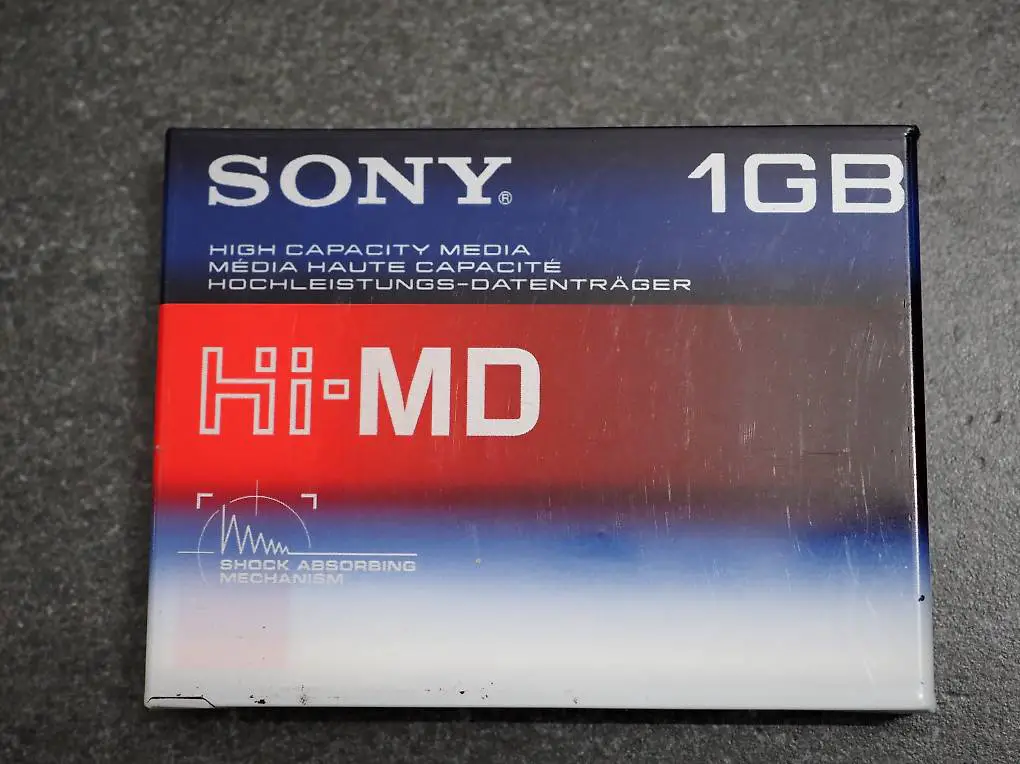 SONY®
1GB
HIGH CAPACITY MEDIA
MÉDIA HAUTE CAPACITÉ
HOCHLEISTUNGS-DATENTRÄGER
Hi-MD
SHOCK ABSORBING
MECHANISM